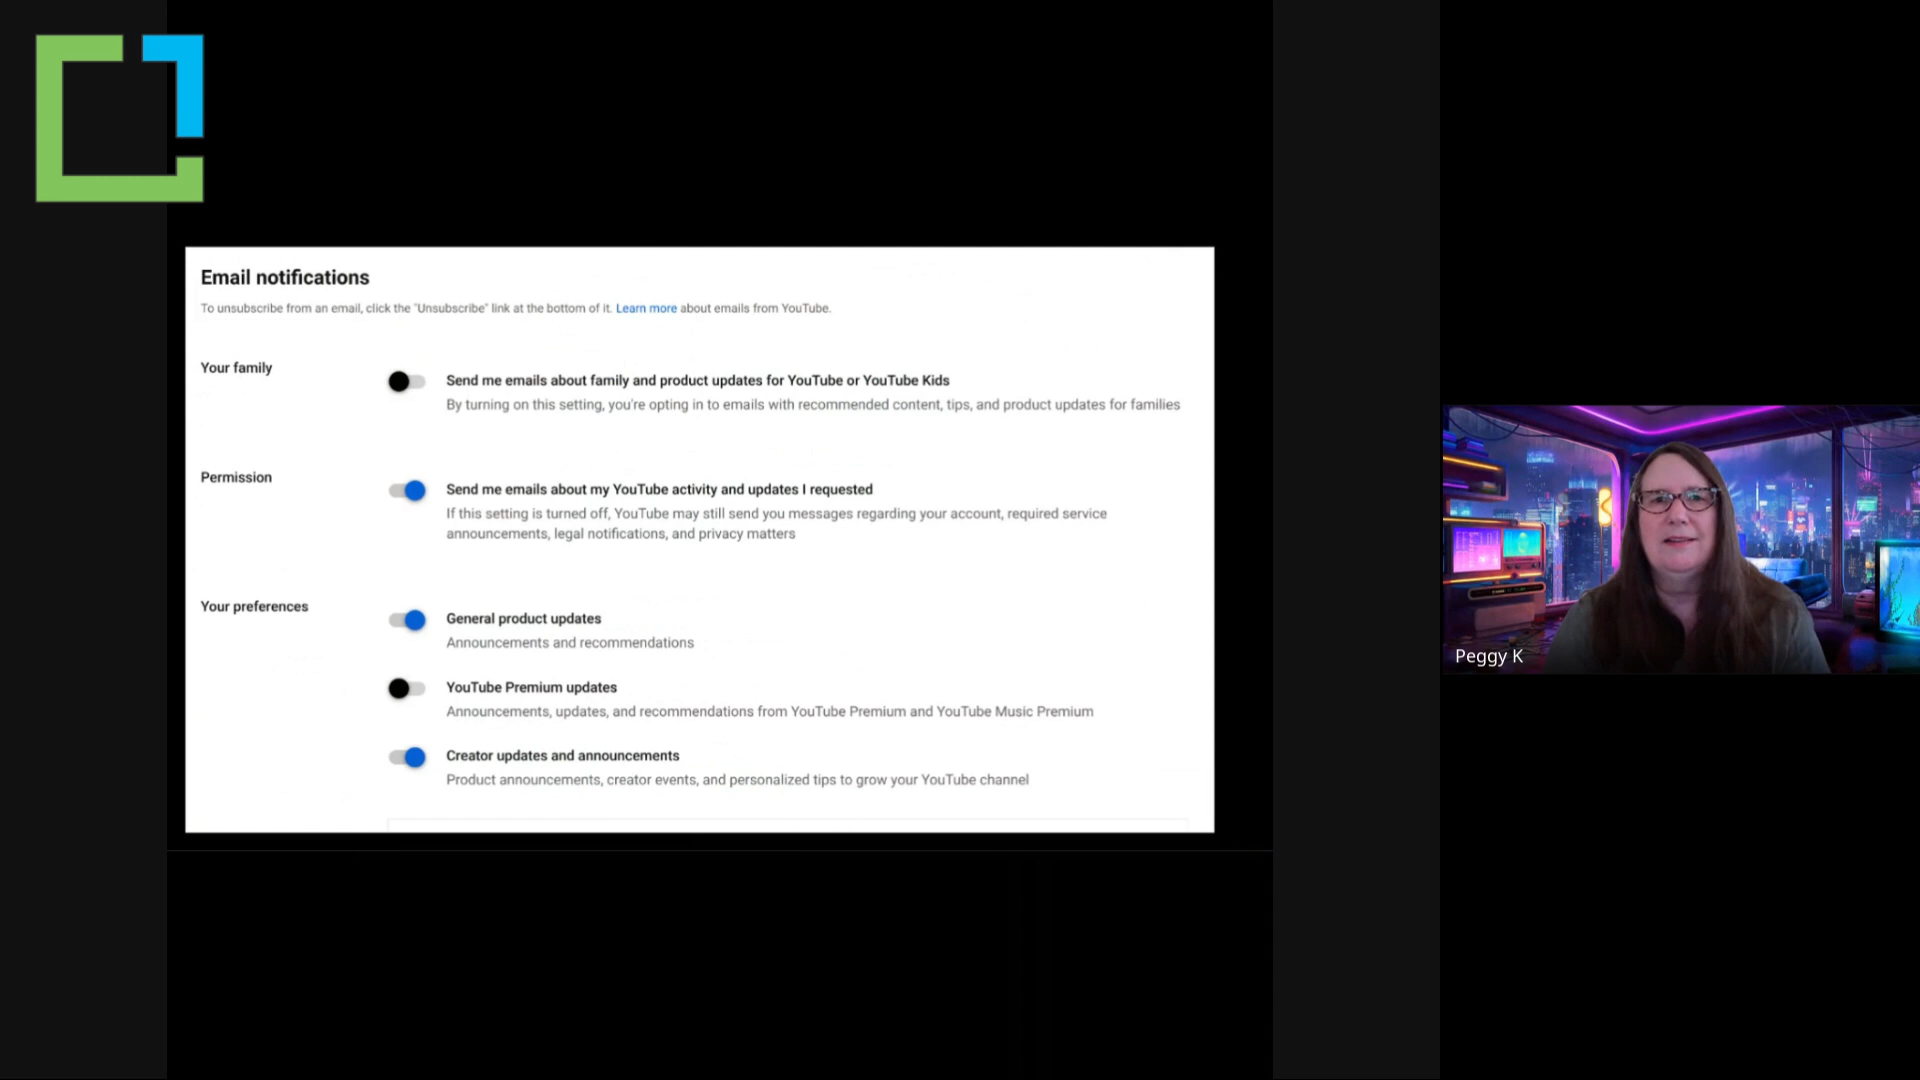 Email notifications
To unsubscribe from an email, click the "Unsubscribe" link at the bottom of it. Learn more about emails from YouTube.
Your family
Send me emails about family and product updates for YouTube or YouTube Kids
By turning on this setting, you're opting in to emails with recommended content, tips, and product updates for families
Permission
Send me emails about my YouTube activity and updates I requested
If this setting is turned off, YouTube may still send you messages regarding your account, required service
announcements, legal notifications, and privacy matters
Your preferences
General product updates
Announcements and recommendations
YouTube Premium updates
Announcements, updates, and recommendations from YouTube Premium and YouTube Music Premium
Creator updates and announcements
Product announcements, creator events, and personalized tips to grow your YouTube channel
Peggy K